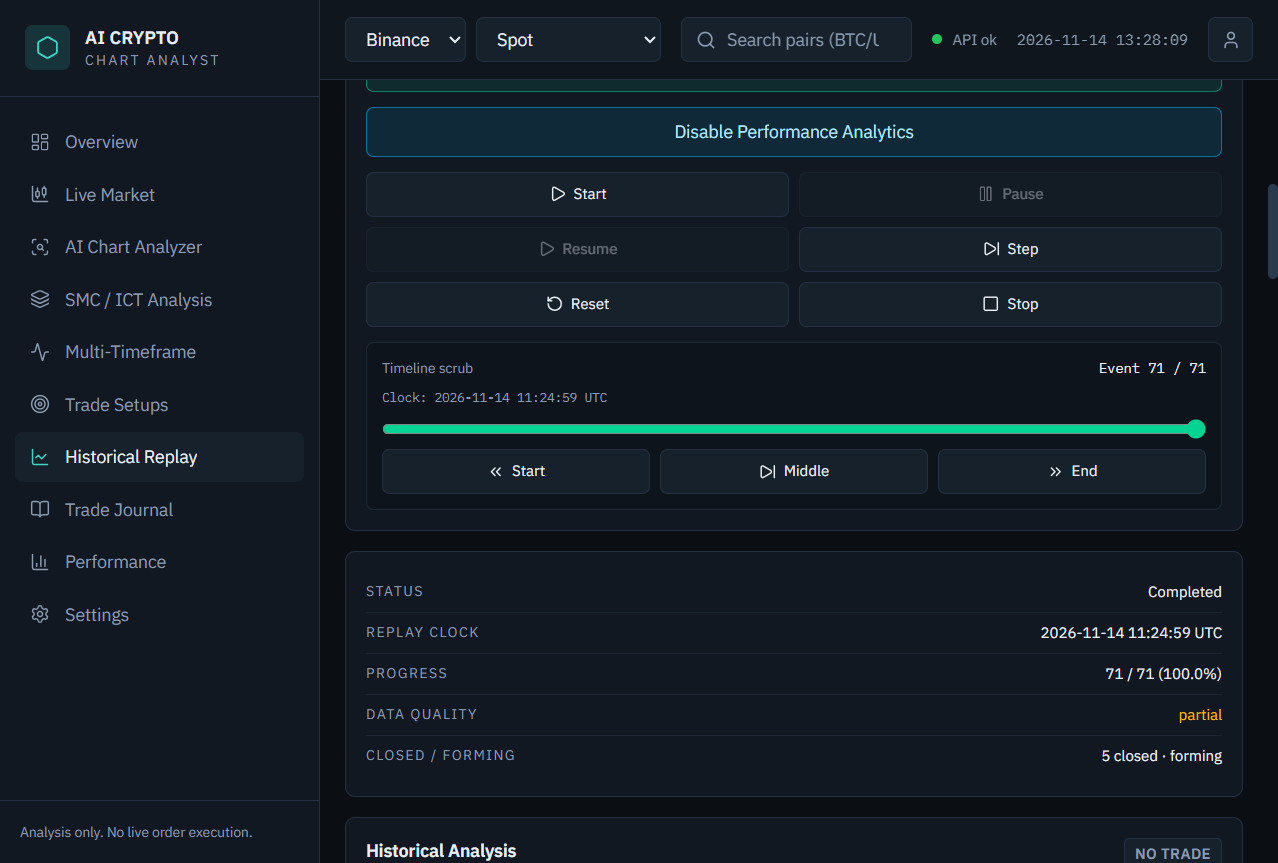 AI CRYPTO
CHART ANALYST
Overview
Live Market
AI Chart Analyzer
SMC / ICT Analysis
Multi-Timeframe
Trade Setups
Historical Replay
Trade Journal
Performance
Settings
Analysis only. No live order execution.
Binance
Spot
Search pairs (BTC/U
API ok
2026-11-14 13:28:09
Disable Performance Analytics
Start
Pause
Resume
Step
Reset
Stop
Timeline scrub
Event 71 / 71
Clock: 2026-11-14 11:24:59 UTC
Start
Middle
End
STATUS
Completed
REPLAY CLOCK
2026-11-14 11:24:59 UTC
PROGRESS
71 / 71 (100.0%)
DATA QUALITY
partial
CLOSED / FORMING
5 closed · forming
Historical Analysis
NO TRADE